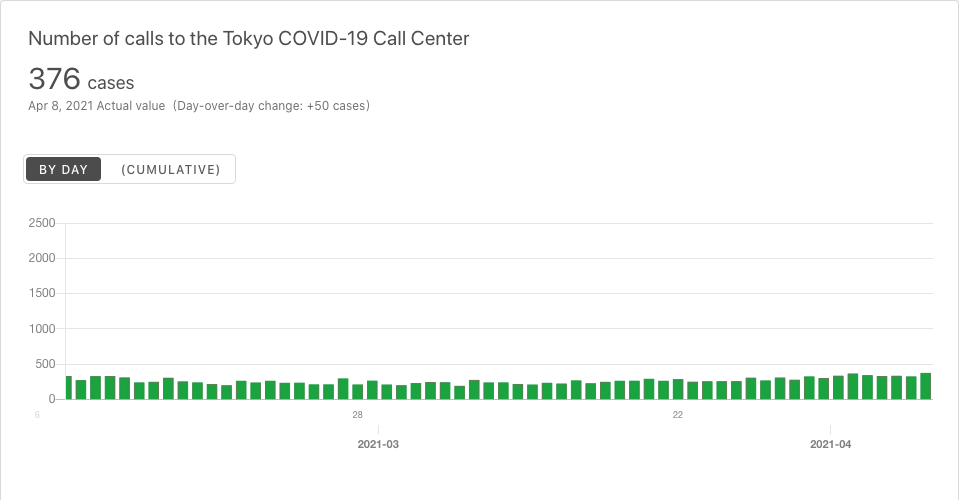 Number of calls to the Tokyo COVID-19 Call Center
376 cases
Apr 8, 2021 Actual value (Day-over-day change: +50 cases)
BY DAY (CUMULATIVE)
2500
2000
1500
1000
500
0
6 28 22
2021-03 2021-04